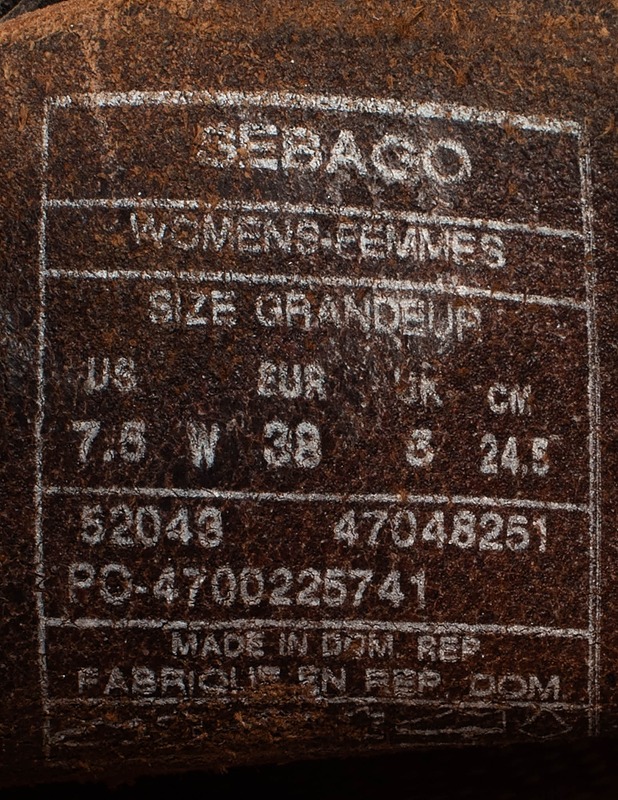 SEBAGO
WOMENS-FEMMES
SIZE GRANDEUR
US EUR UK CM
7.5 W 38 5 24.5
52049 47048251
PO-4700225741
MADE IN DOM. REP.
FABRIQUE EN REP. DOM.